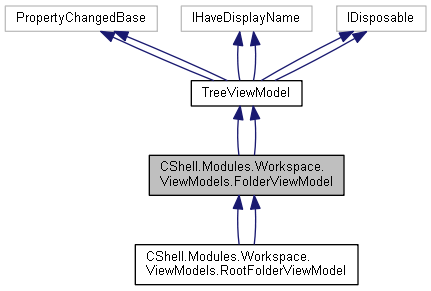 PropertyChangedBase
IHaveDisplayName
IDisposable
TreeViewModel
CShell.Modules.Workspace.
ViewModels.FolderViewModel
CShell.Modules.Workspace.
ViewModels.RootFolderViewModel